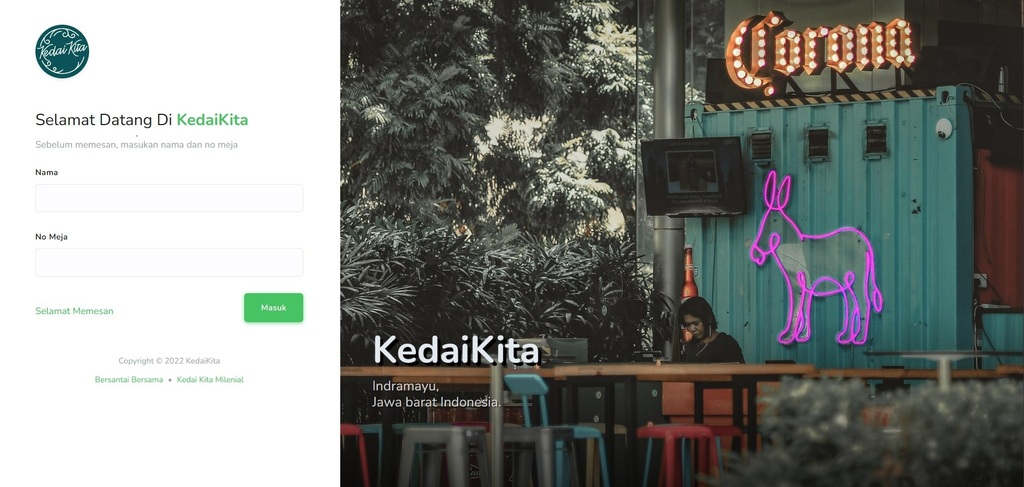 Kedai Kita
Selamat Datang Di KedaiKita
Sebelum memesan, masukan nama dan no meja
Nama
No Meja
Selamat Memesan
Masuk
Copyright © 2022 KedaiKita
Bersantai Bersama • Kedai Kita Milenial
Corona
KedaiKita
Indramayu,
Jawa barat Indonesia.